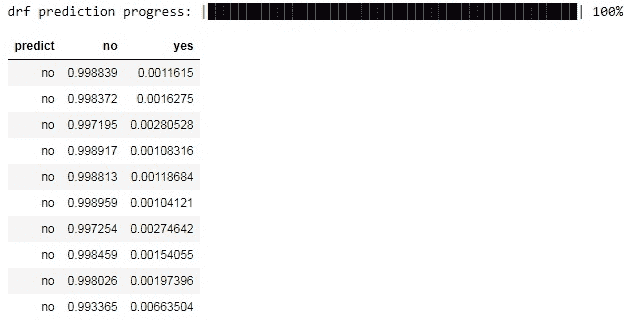 drf prediction progress: || 100%
predict no yes
no 0.998839 0.0011615
no 0.998372 0.0016275
no 0.997195 0.00280528
no 0.998917 0.00108316
no 0.998813 0.00118684
no 0.998959 0.00104121
no 0.997254 0.00274642
no 0.998459 0.00154055
no 0.998026 0.00197396
no 0.993365 0.00663504